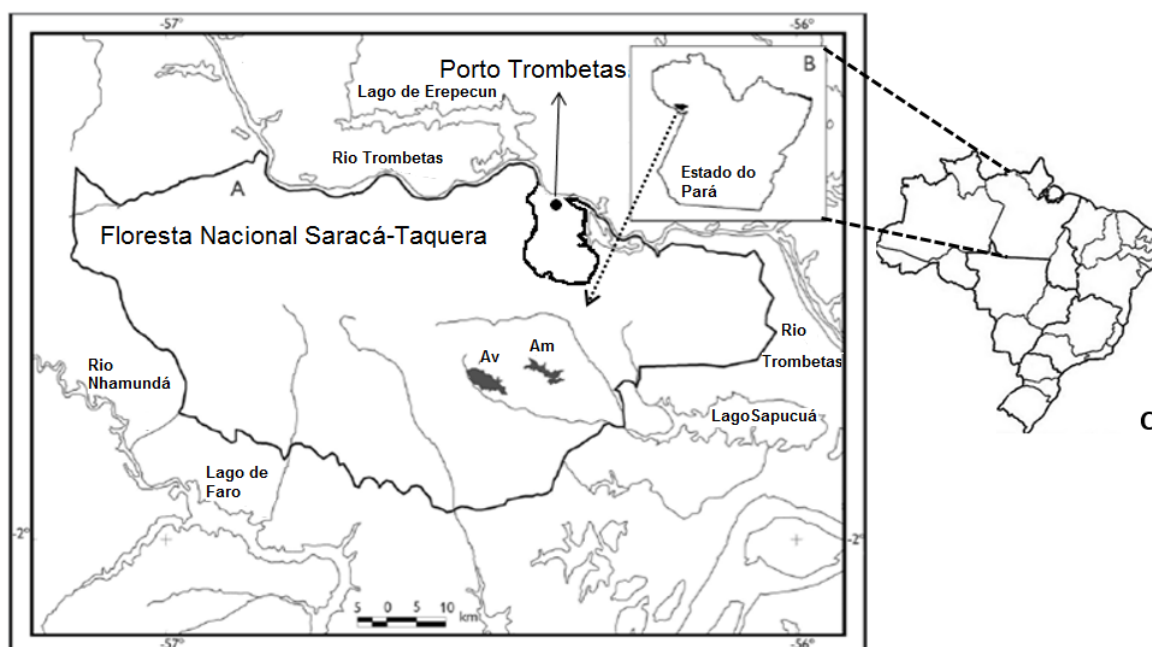 -57°
-56°
Porto Trombetas
B
Lago de Erepecun
Rio Trombetas
Estado do
Pará
A
Floresta Nacional Saracá-Taquera
Av
Am
Rio
Trombetas
Rio
Nhamundá
LagoSapucuá
Lago de
Faro
C
-2°
-2°
5 0 5 10
km
-57°
-56°